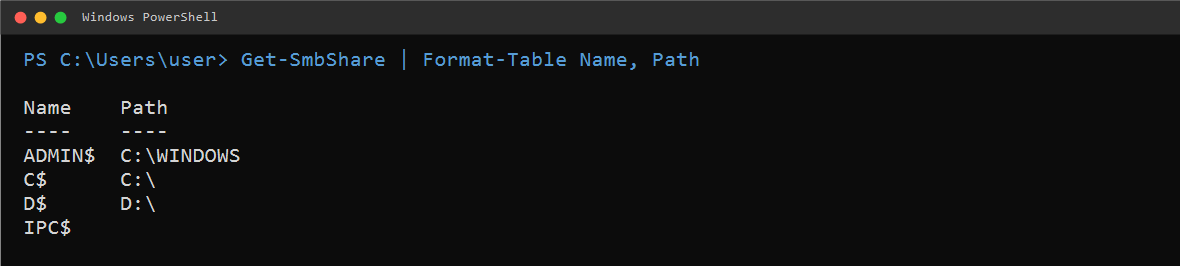 Windows PowerShell
PS C:\Users\user> Get-SmbShare | Format-Table Name, Path
Name    Path
----    ----
ADMIN$  C:\WINDOWS
C$      C:\
D$      D:\
IPC$